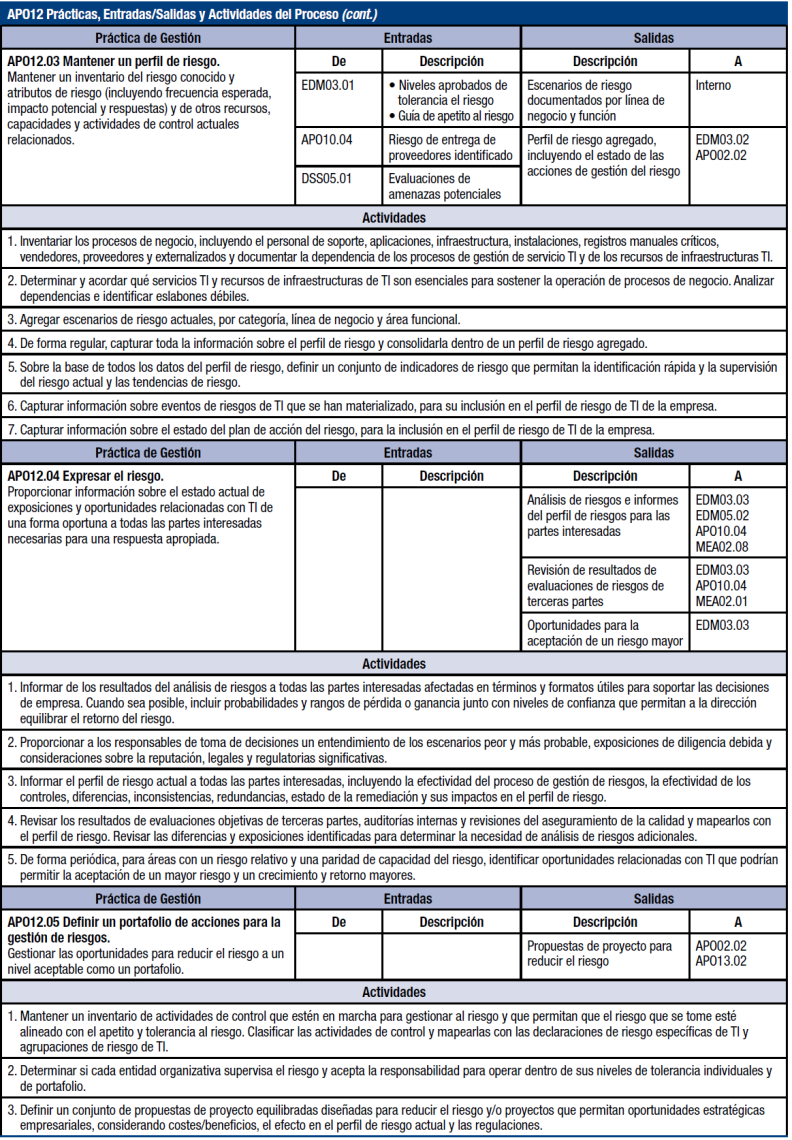 APO12 Prácticas, Entradas/Salidas y Actividades del Proceso (cont.)
Práctica de Gestión Entradas Salidas
APO12.03 Mantener un perfil de riesgo.
Mantener un inventario del riesgo conocido y
atributos de riesgo (incluyendo frecuencia esperada,
impacto potencial y respuestas) y de otros recursos,
capacidades y actividades de control actuales
relacionados.
De Descripción Descripción A
EDM03.01
• Niveles aprobados de
tolerancia el riesgo
• Guía de apetito al riesgo
Escenarios de riesgo
documentados por línea de
negocio y función
Interno
APO10.04
Riesgo de entrega de
proveedores identificado
Perfil de riesgo agregado,
incluyendo el estado de las
acciones de gestión del riesgo
EDM03.02
APO02.02
DSS05.01
Evaluaciones de
amenazas potenciales
Actividades
1. Inventariar los procesos de negocio, incluyendo el personal de soporte, aplicaciones, infraestructura, instalaciones, registros manuales críticos,
vendedores, proveedores y externalizados y documentar la dependencia de los procesos de gestión de servicio TI y de los recursos de infraestructuras TI.
2. Determinar y acordar qué servicios TI y recursos de infraestructuras de TI son esenciales para sostener la operación de procesos de negocio. Analizar
dependencias e identificar eslabones débiles.
3. Agregar escenarios de riesgo actuales, por categoría, línea de negocio y área funcional.
4. De forma regular, capturar toda la información sobre el perfil de riesgo y consolidarla dentro de un perfil de riesgo agregado.
5. Sobre la base de todos los datos del perfil de riesgo, definir un conjunto de indicadores de riesgo que permitan la identificación rápida y la supervisión
del riesgo actual y las tendencias de riesgo.
6. Capturar información sobre eventos de riesgos de TI que se han materializado, para su inclusión en el perfil de riesgo de TI de la empresa.
7. Capturar información sobre el estado del plan de acción del riesgo, para la inclusión en el perfil de riesgo de TI de la empresa.
Práctica de Gestión Entradas Salidas
APO12.04 Expresar el riesgo.
Proporcionar información sobre el estado actual de
exposiciones y oportunidades relacionadas con TI de
una forma oportuna a todas las partes interesadas
necesarias para una respuesta apropiada.
De Descripción Descripción A
Análisis de riesgos e informes
del perfil de riesgos para las
partes interesadas
EDM03.03
EDM05.02
APO10.04
MEA02.08
Revisión de resultados de
evaluaciones de riesgos de
terceras partes
EDM03.03
APO10.04
MEA02.01
Oportunidades para la
aceptación de un riesgo mayor
EDM03.03
Actividades
1. Informar de los resultados del análisis de riesgos a todas las partes interesadas afectadas en términos y formatos útiles para soportar las decisiones
de empresa. Cuando sea posible, incluir probabilidades y rangos de pérdida o ganancia junto con niveles de confianza que permitan a la dirección
equilibrar el retorno del riesgo.
2. Proporcionar a los responsables de toma de decisiones un entendimiento de los escenarios peor y más probable, exposiciones de diligencia debida y
consideraciones sobre la reputación, legales y regulatorias significativas.
3. Informar el perfil de riesgo actual a todas las partes interesadas, incluyendo la efectividad del proceso de gestión de riesgos, la efectividad de los
controles, diferencias, inconsistencias, redundancias, estado de la remediación y sus impactos en el perfil de riesgo.
4. Revisar los resultados de evaluaciones objetivas de terceras partes, auditorías internas y revisiones del aseguramiento de la calidad y mapearlos con
el perfil de riesgo. Revisar las diferencias y exposiciones identificadas para determinar la necesidad de análisis de riesgos adicionales.
5. De forma periódica, para áreas con un riesgo relativo y una paridad de capacidad del riesgo, identificar oportunidades relacionadas con TI que podrían
permitir la aceptación de un mayor riesgo y un crecimiento y retorno mayores.
Práctica de Gestión Entradas Salidas
APO12.05 Definir un portafolio de acciones para la
gestión de riesgos.
Gestionar las oportunidades para reducir el riesgo a un
nivel aceptable como un portafolio.
De Descripción Descripción A
Propuestas de proyecto para
reducir el riesgo
APO02.02
APO13.02
Actividades
1. Mantener un inventario de actividades de control que estén en marcha para gestionar al riesgo y que permitan que el riesgo que se tome esté
alineado con el apetito y tolerancia al riesgo. Clasificar las actividades de control y mapearlas con las declaraciones de riesgo específicas de TI y
agrupaciones de riesgo de TI.
2. Determinar si cada entidad organizativa supervisa el riesgo y acepta la responsabilidad para operar dentro de sus niveles de tolerancia individuales y
de portafolio.
3. Definir un conjunto de propuestas de proyecto equilibradas diseñadas para reducir el riesgo y/o proyectos que permitan oportunidades estratégicas
empresariales, considerando costes/beneficios, el efecto en el perfil de riesgo actual y las regulaciones.